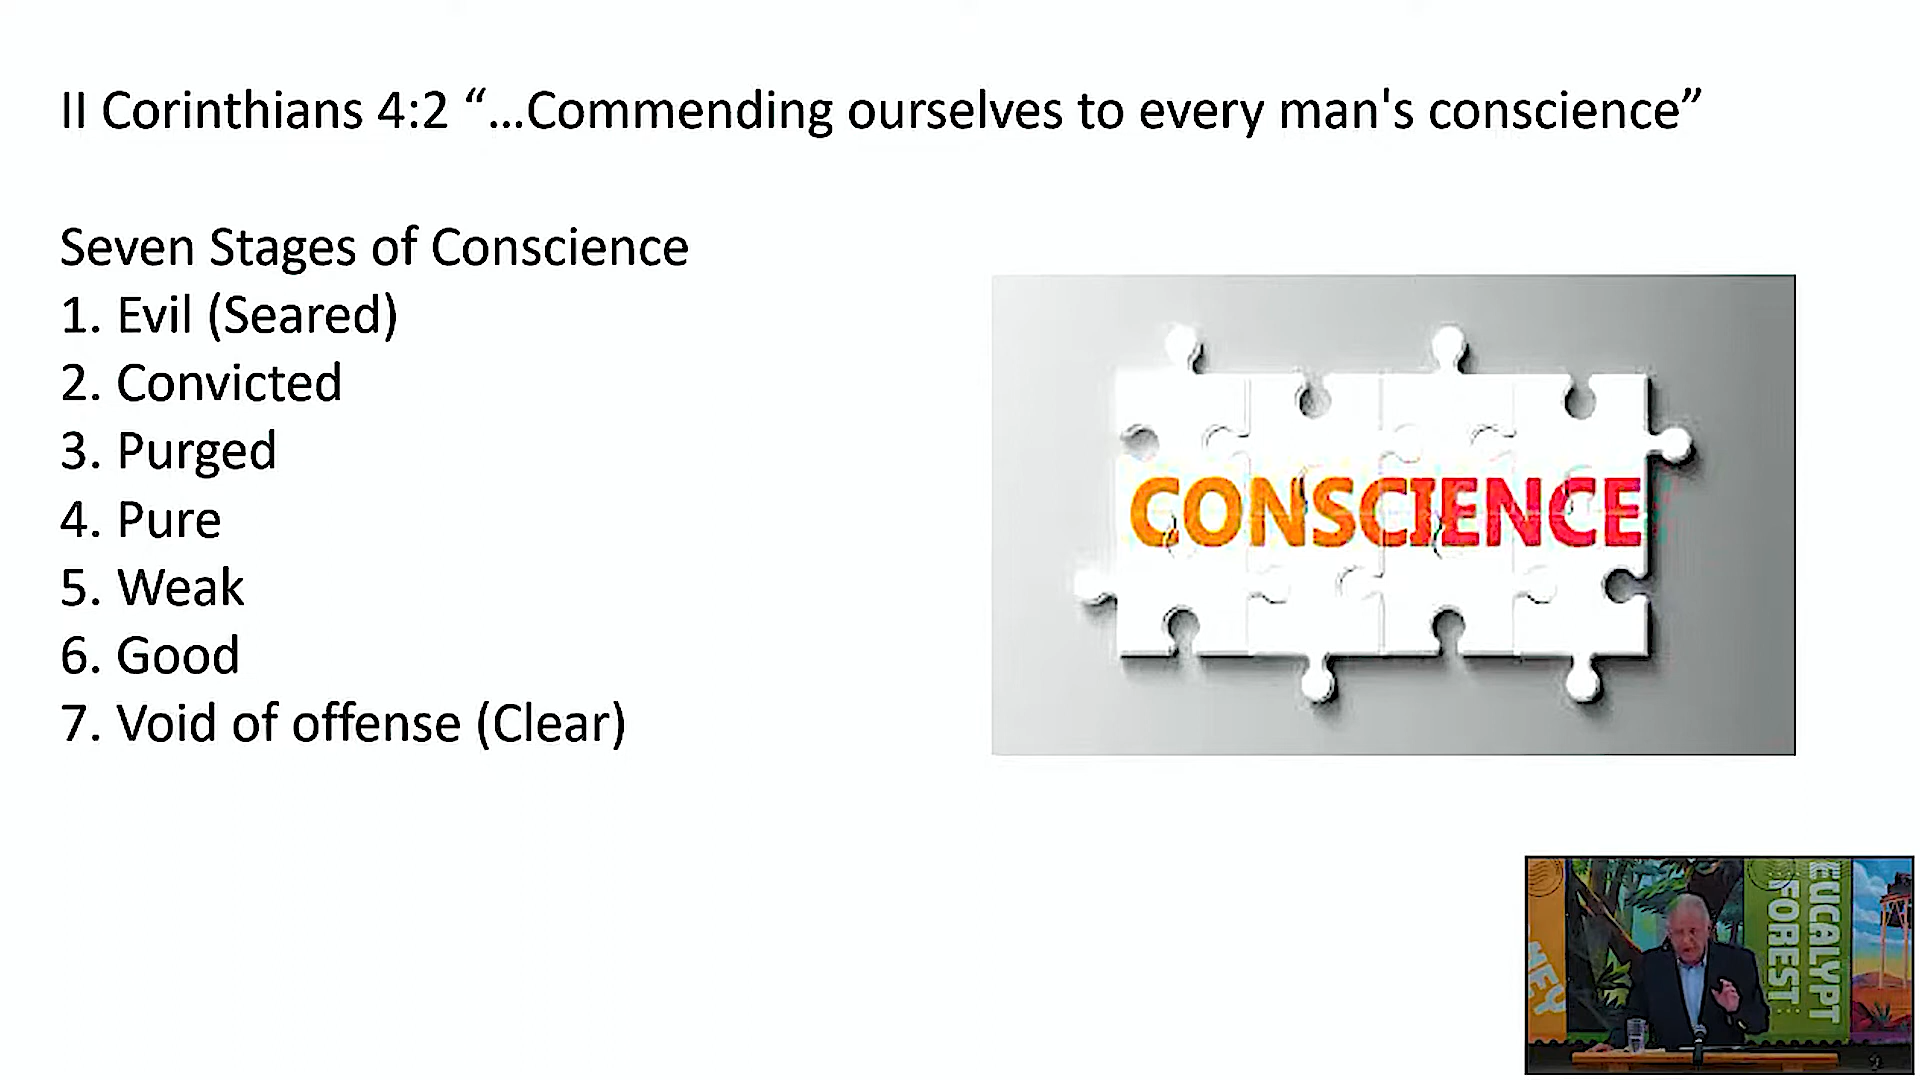 II Corinthians 4:2 “…Commending ourselves to every man's conscience”
Seven Stages of Conscience
1. Evil (Seared)
2. Convicted
3. Purged
4. Pure
5. Weak
6. Good
7. Void of offense (Clear)
CONSCIENCE
EUCALYPT
FOREST